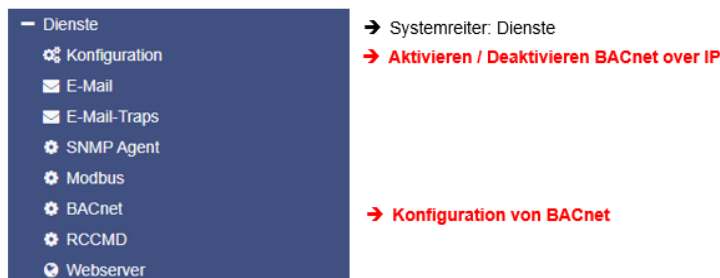 Dienste → Systemreiter: Dienste
Konfiguration → Aktivieren / Deaktivieren BACnet over IP
E-Mail
E-Mail-Traps
SNMP Agent
Modbus
BACnet → Konfiguration von BACnet
RCCMD
Webserver